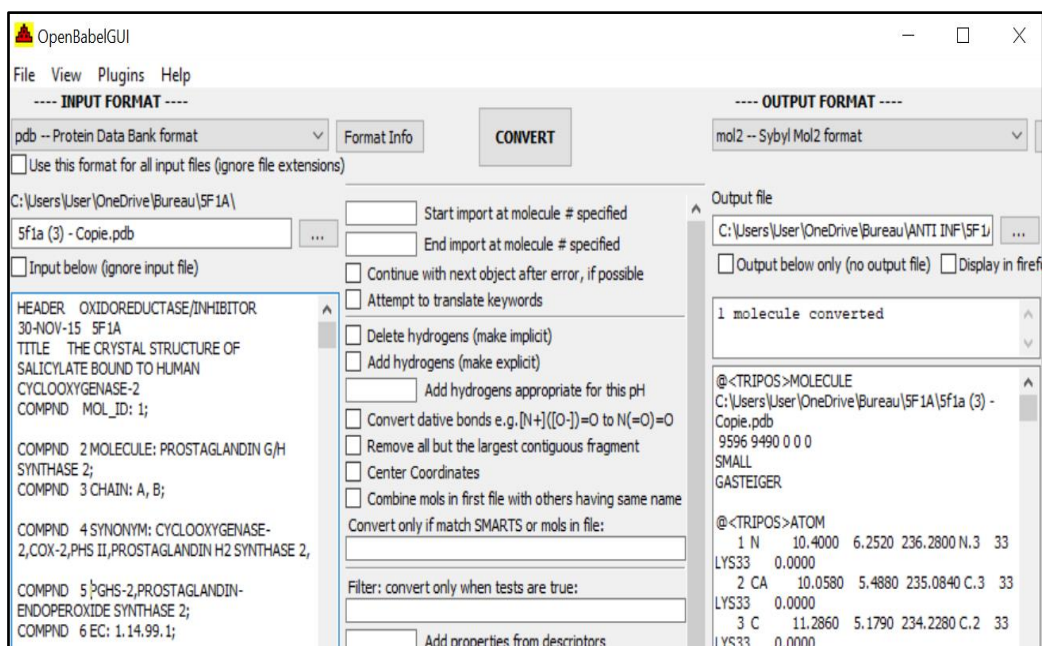 OpenBabelGUI
File View Plugins Help
---- INPUT FORMAT ----
pdb -- Protein Data Bank format
Format Info
Use this format for all input files (ignore file extensions)
C:\Users\User\OneDrive\Bureau\5F1A\
5f1a (3) - Copie.pdb
...
Input below (ignore input file)
HEADER OXIDOREDUCTASE/INHIBITOR
30-NOV-15 5F1A
TITLE THE CRYSTAL STRUCTURE OF
SALICYLATE BOUND TO HUMAN
CYCLOOXYGENASE-2
COMPND MOL_ID: 1;
COMPND 2 MOLECULE: PROSTAGLANDIN G/H
SYNTHASE 2;
COMPND 3 CHAIN: A, B;
COMPND 4 SYNONYM: CYCLOOXYGENASE-
2,COX-2,PHS II,PROSTAGLANDIN H2 SYNTHASE 2,
COMPND 5 PGHS-2,PROSTAGLANDIN-
ENDOPEROXIDE SYNTHASE 2;
COMPND 6 EC: 1.14.99.1;
CONVERT
Start import at molecule # specified
End import at molecule # specified
Continue with next object after error, if possible
Attempt to translate keywords
Delete hydrogens (make implicit)
Add hydrogens (make explicit)
Add hydrogens appropriate for this pH
Convert dative bonds e.g.[N+]([O-])=O to N(=O)=O
Remove all but the largest contiguous fragment
Center Coordinates
Combine mols in first file with others having same name
Convert only if match SMARTS or mols in file:
Filter: convert only when tests are true:
Add properties from descriptors
---- OUTPUT FORMAT ----
mol2 -- Sybyl Mol2 format
Output file
C:\Users\User\OneDrive\Bureau\ANTI INF\5F1
...
Output below only (no output file) Display in firef
1 molecule converted
@<TRIPOS>MOLECULE
C:\Users\User\OneDrive\Bureau\5F1A\5f1a (3) -
Copie.pdb
9596 9490 0 0 0
SMALL
GASTEIGER
@<TRIPOS>ATOM
1 N 10.4000 6.2520 236.2800 N.3 33
LYS33 0.0000
2 CA 10.0580 5.4880 235.0840 C.3 33
LYS33 0.0000
3 C 11.2860 5.1790 234.2280 C.2 33
LYS33 0.0000